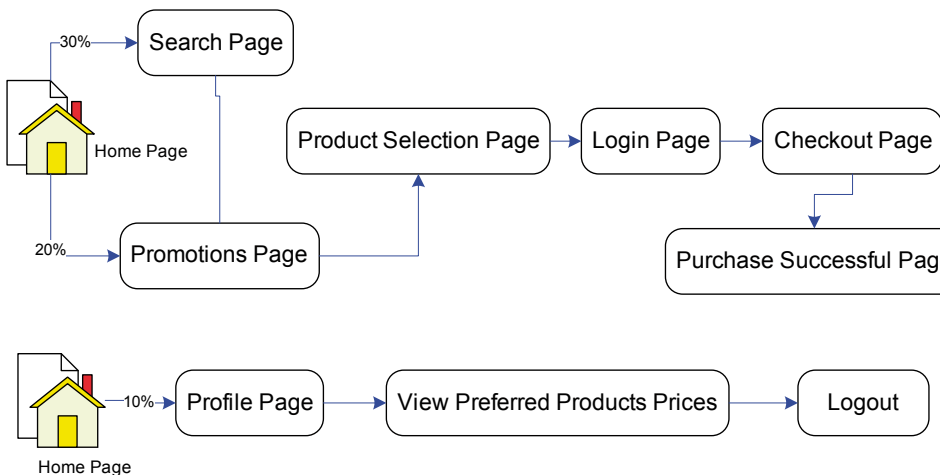 30%
Search Page
Home Page
Product Selection Page
Login Page
Checkout Page
20%
Promotions Page
Purchase Successful Pag
10%
Profile Page
View Preferred Products Prices
Logout
Home Page